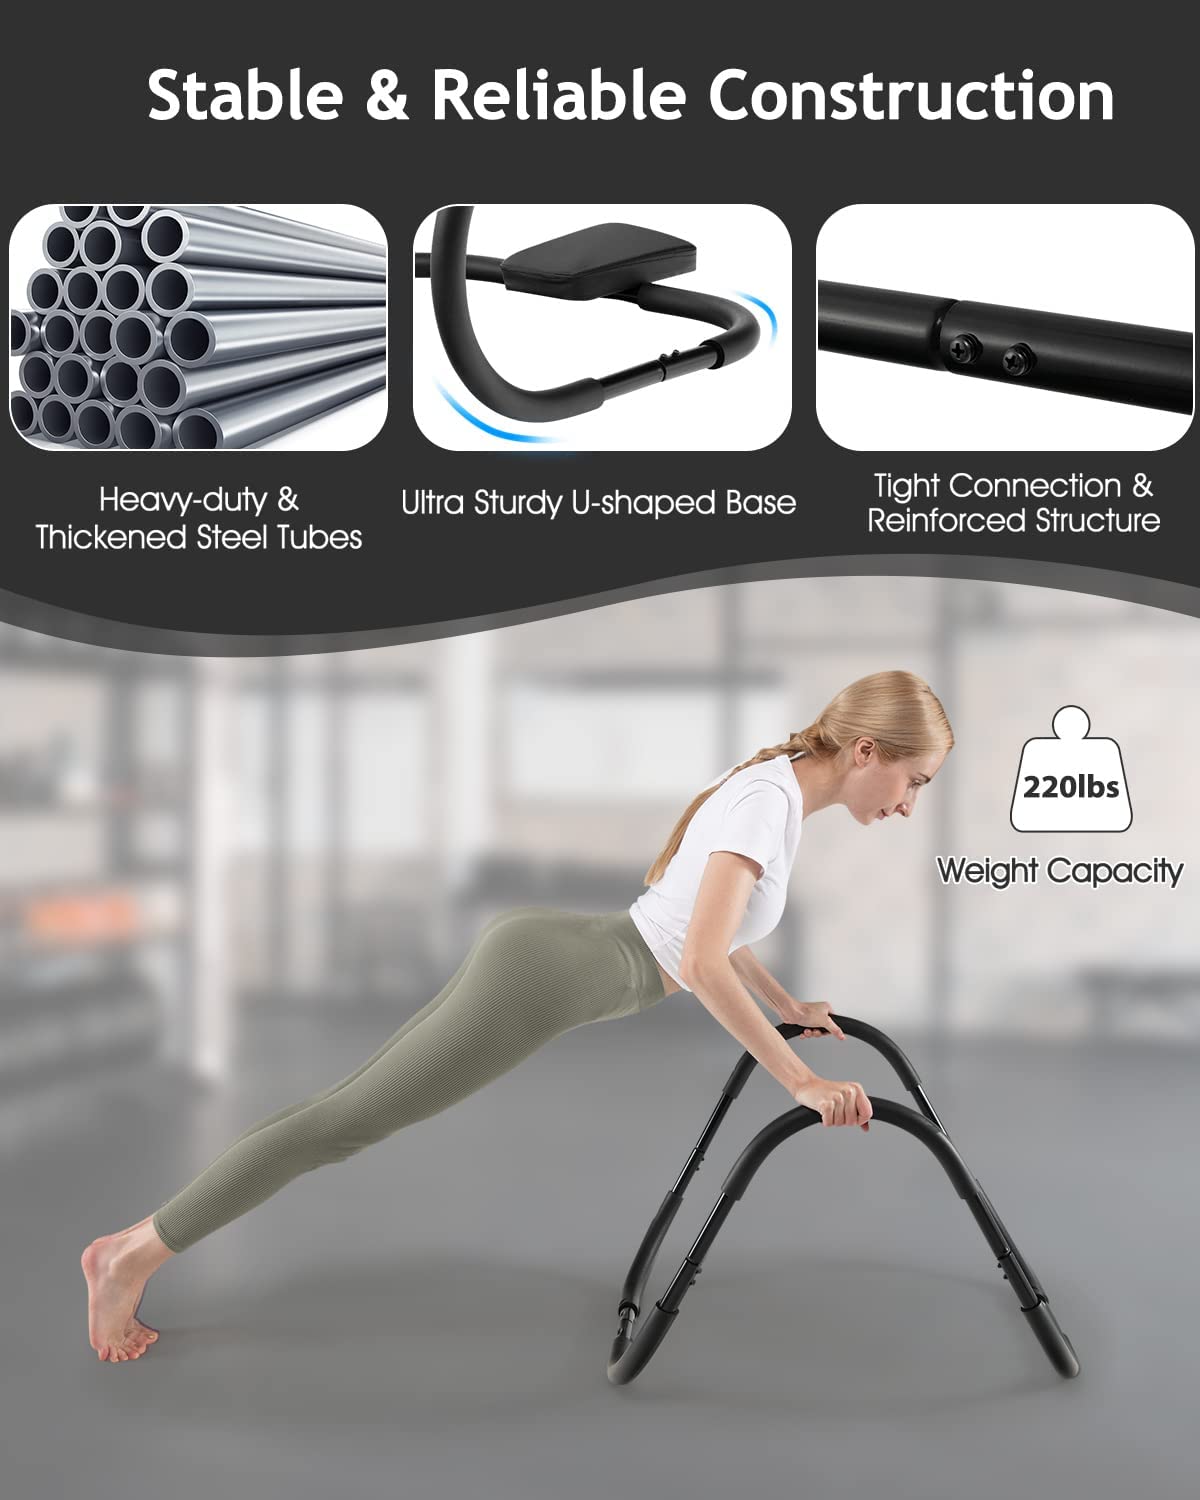 Stable & Reliable Construction
Heavy-duty &
Thickened Steel Tubes
Ultra Sturdy U-shaped Base
Tight Connection &
Reinforced Structure
220lbs
Weight Capacity